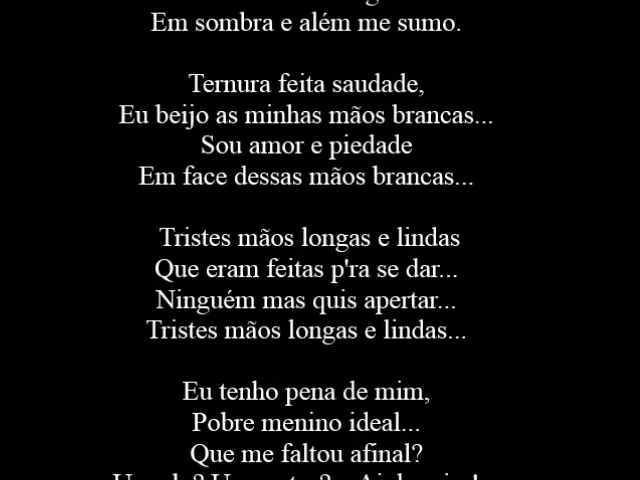 Em sombra e além me sumo.
Ternura feita saudade,
Eu beijo as minhas mãos brancas...
Sou amor e piedade
Em face dessas mãos brancas...
Tristes mãos longas e lindas
Que eram feitas p'ra se dar...
Ninguém mas quis apertar...
Tristes mãos longas e lindas...
Eu tenho pena de mim,
Pobre menino ideal...
Que me faltou afinal?